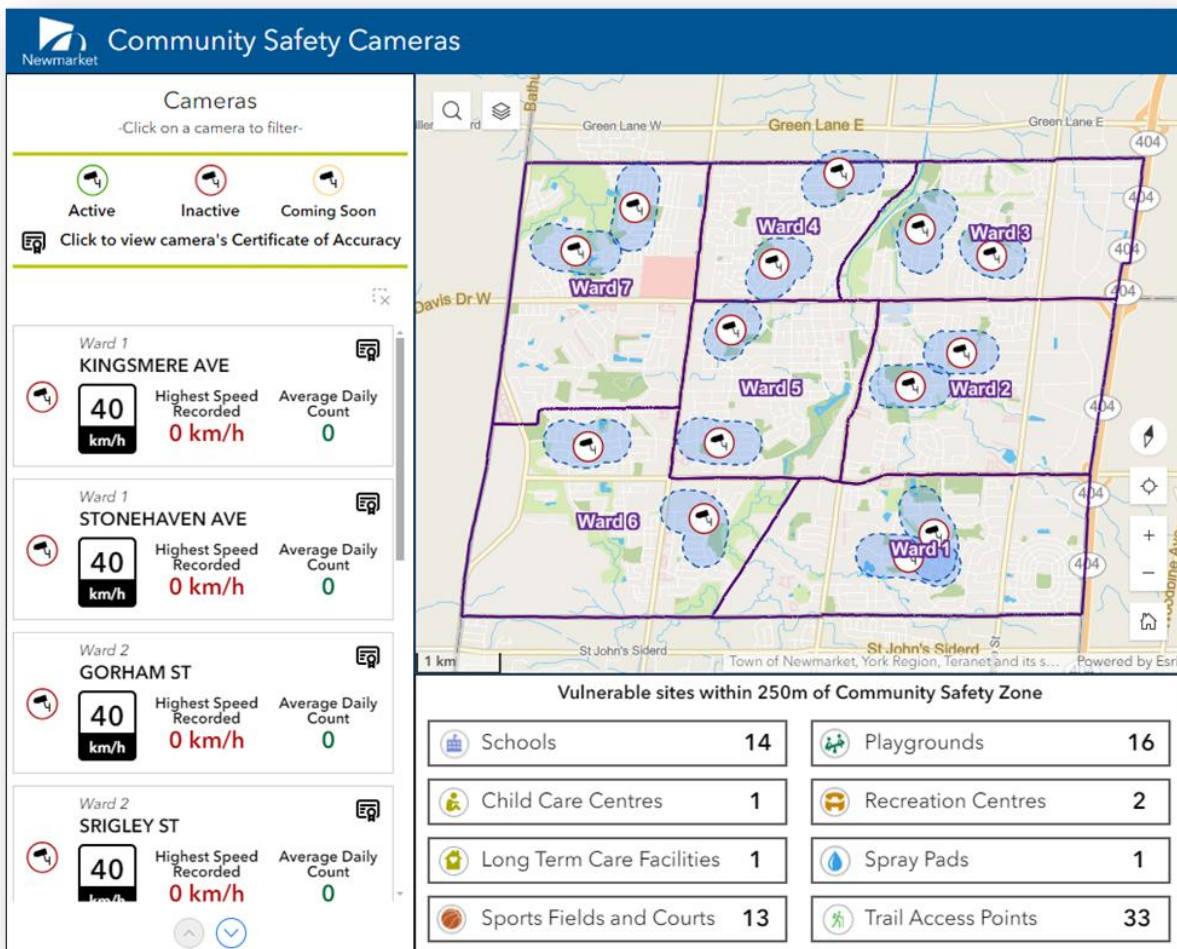 Newmarket
Community Safety Cameras
Cameras
-Click on a camera to filter-
Active
Inactive
Coming Soon
Click to view camera's Certificate of Accuracy
Ward 1
KINGSMERE AVE
40
km/h
Highest Speed
Recorded
0 km/h
Average Daily
Count
0
Ward 1
STONEHAVEN AVE
40
km/h
Highest Speed
Recorded
0 km/h
Average Daily
Count
0
Ward 2
GORHAM ST
40
km/h
Highest Speed
Recorded
0 km/h
Average Daily
Count
0
Ward 2
SRIGLEY ST
40
km/h
Highest Speed
Recorded
0 km/h
Average Daily
Count
0
Green Lane W
Green Lane E
Green Lane E
404
404
404
404
404
404
404
Davis Dr W
Ward 4
Ward 3
Ward 7
Ward 5
Ward 2
Ward 6
Ward 1
St John's Siderd
St John's Siderd
St
1 km
Town of Newmarket, York Region, Teranet and its s...
Powered by Esri
Vulnerable sites within 250m of Community Safety Zone
Schools 14
Playgrounds 16
Child Care Centres 1
Recreation Centres 2
Long Term Care Facilities 1
Spray Pads 1
Sports Fields and Courts 13
Trail Access Points 33